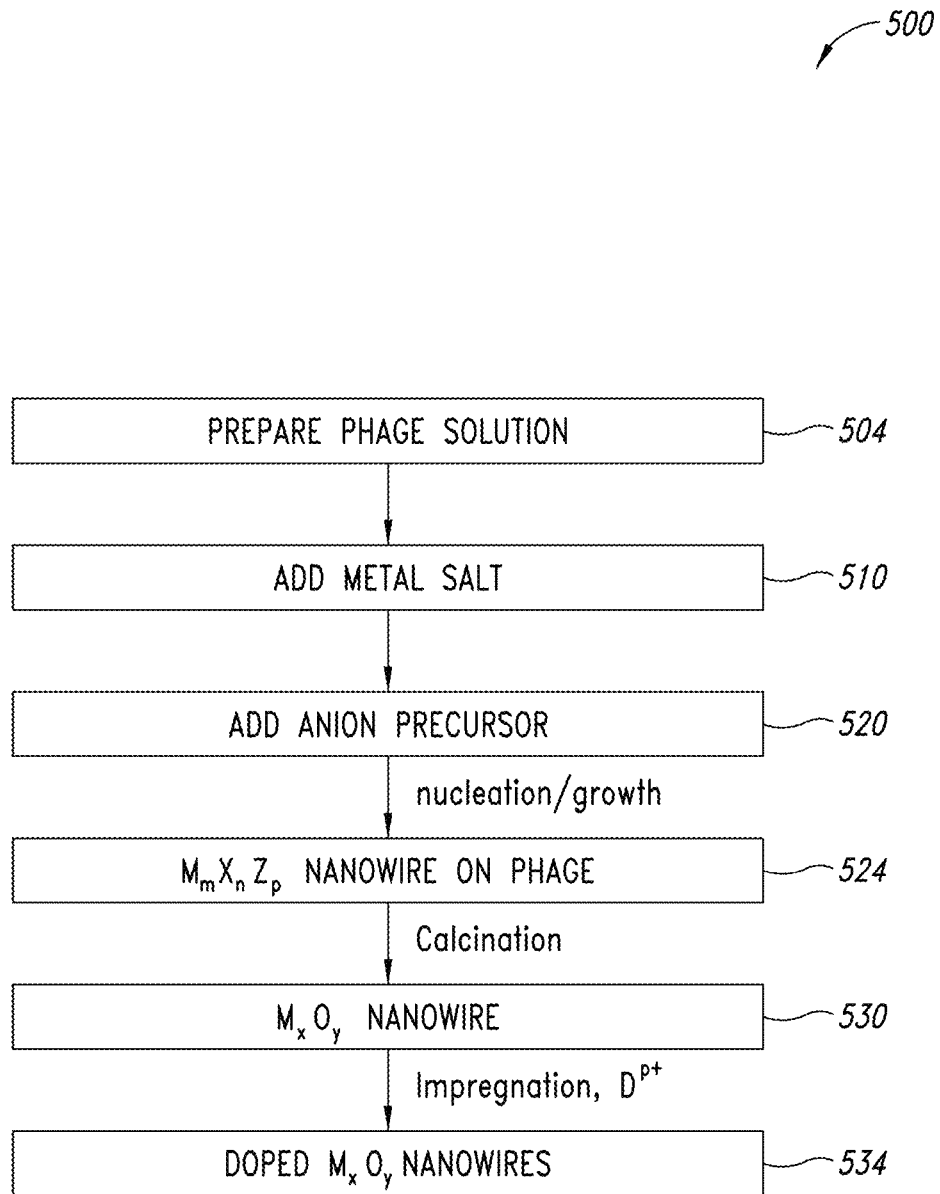 500
PREPARE PHAGE SOLUTION 504
ADD METAL SALT 510
ADD ANION PRECURSOR 520
nucleation/growth
MmXnZp NANOWIRE ON PHAGE 524
Calcination
MxOy NANOWIRE 530
Impregnation, Dp+
DOPED MxOy NANOWIRES 534